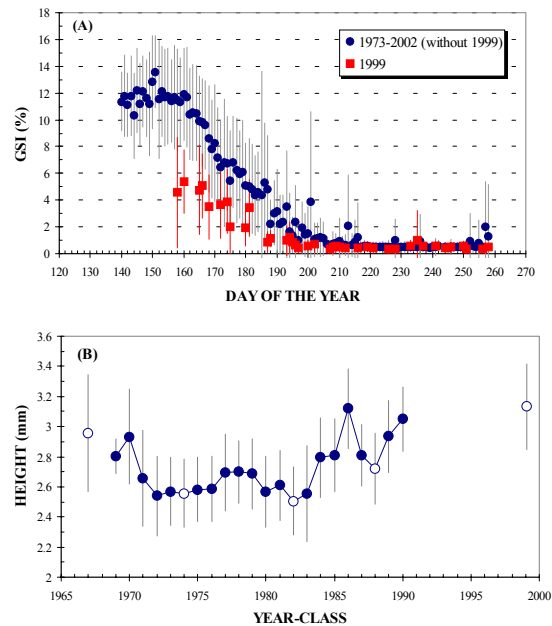 (A)
1973-2002 (without 1999)
1999
GSI (%)
18
16
14
12
10
8
6
4
2
0
120 130 140 150 160 170 180 190 200 210 220 230 240 250 260 270
DAY OF THE YEAR
(B)
HEIGHT (mm)
3.6
3.4
3.2
3
2.8
2.6
2.4
2.2
2
1965 1970 1975 1980 1985 1990 1995 2000
YEAR-CLASS